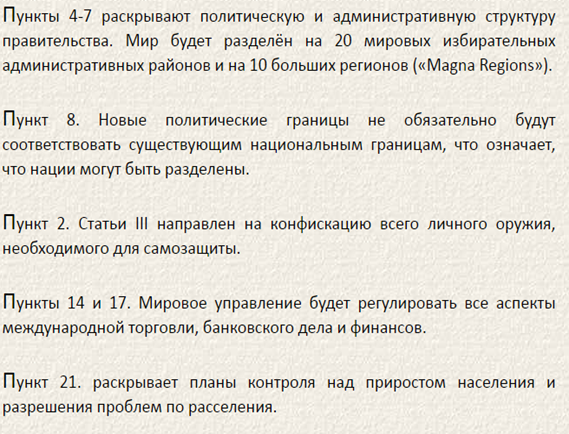 Пункты 4-7 раскрывают политическую и административную структуру
правительства. Мир будет разделён на 20 мировых избирательных
административных районов и на 10 больших регионов («Magna Regions»).
Пункт 8. Новые политические границы не обязательно будут
соответствовать существующим национальным границам, что означает,
что нации могут быть разделены.
Пункт 2. Статьи III направлен на конфискацию всего личного оружия,
необходимого для самозащиты.
Пункты 14 и 17. Мировое управление будет регулировать все аспекты
международной торговли, банковского дела и финансов.
Пункт 21. раскрывает планы контроля над приростом населения и
разрешения проблем по расселения.